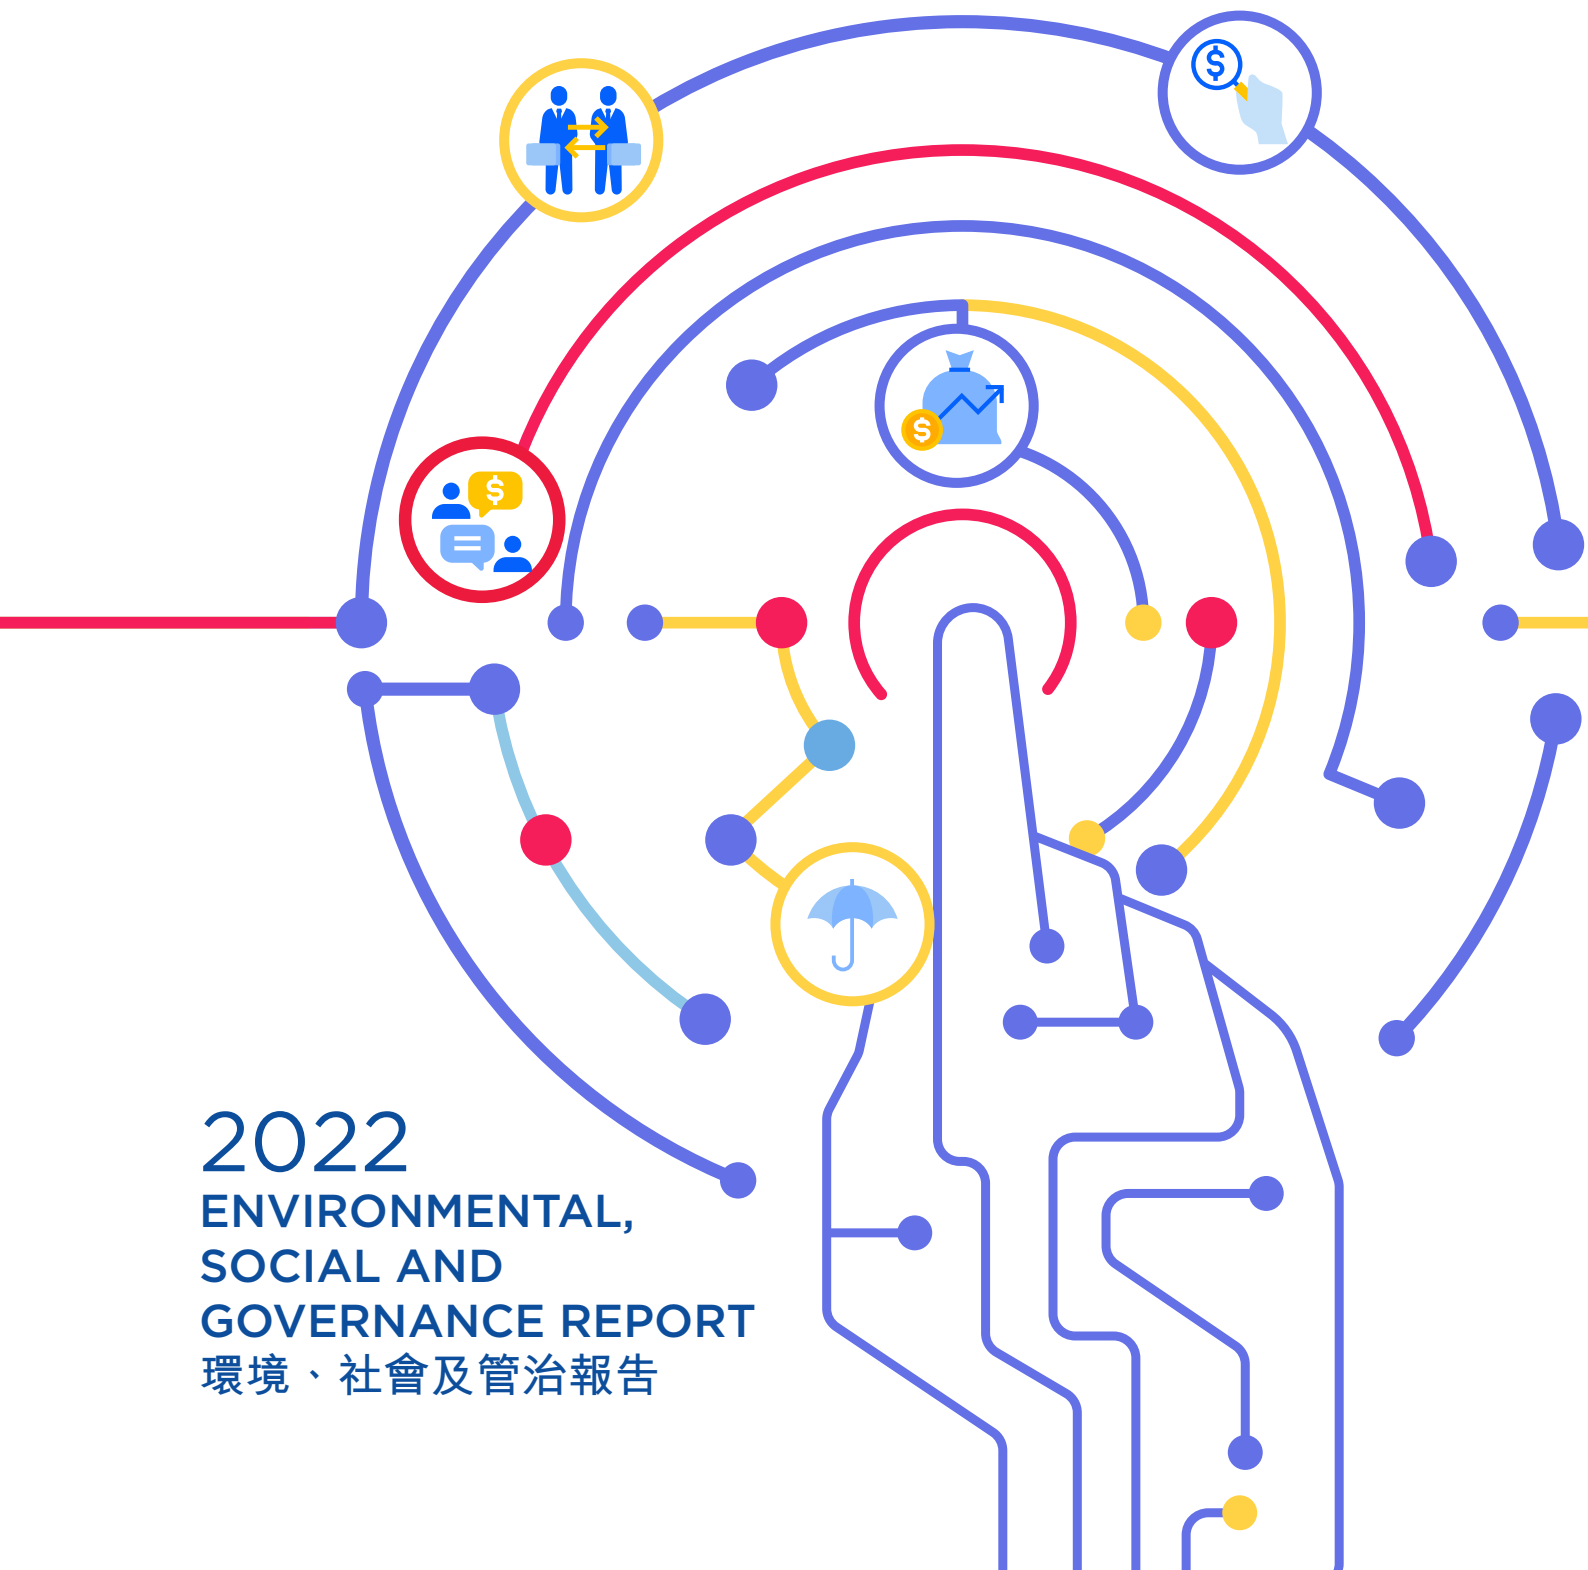 2022
ENVIRONMENTAL,
SOCIAL AND
GOVERNANCE REPORT
環境、社會及管治報告